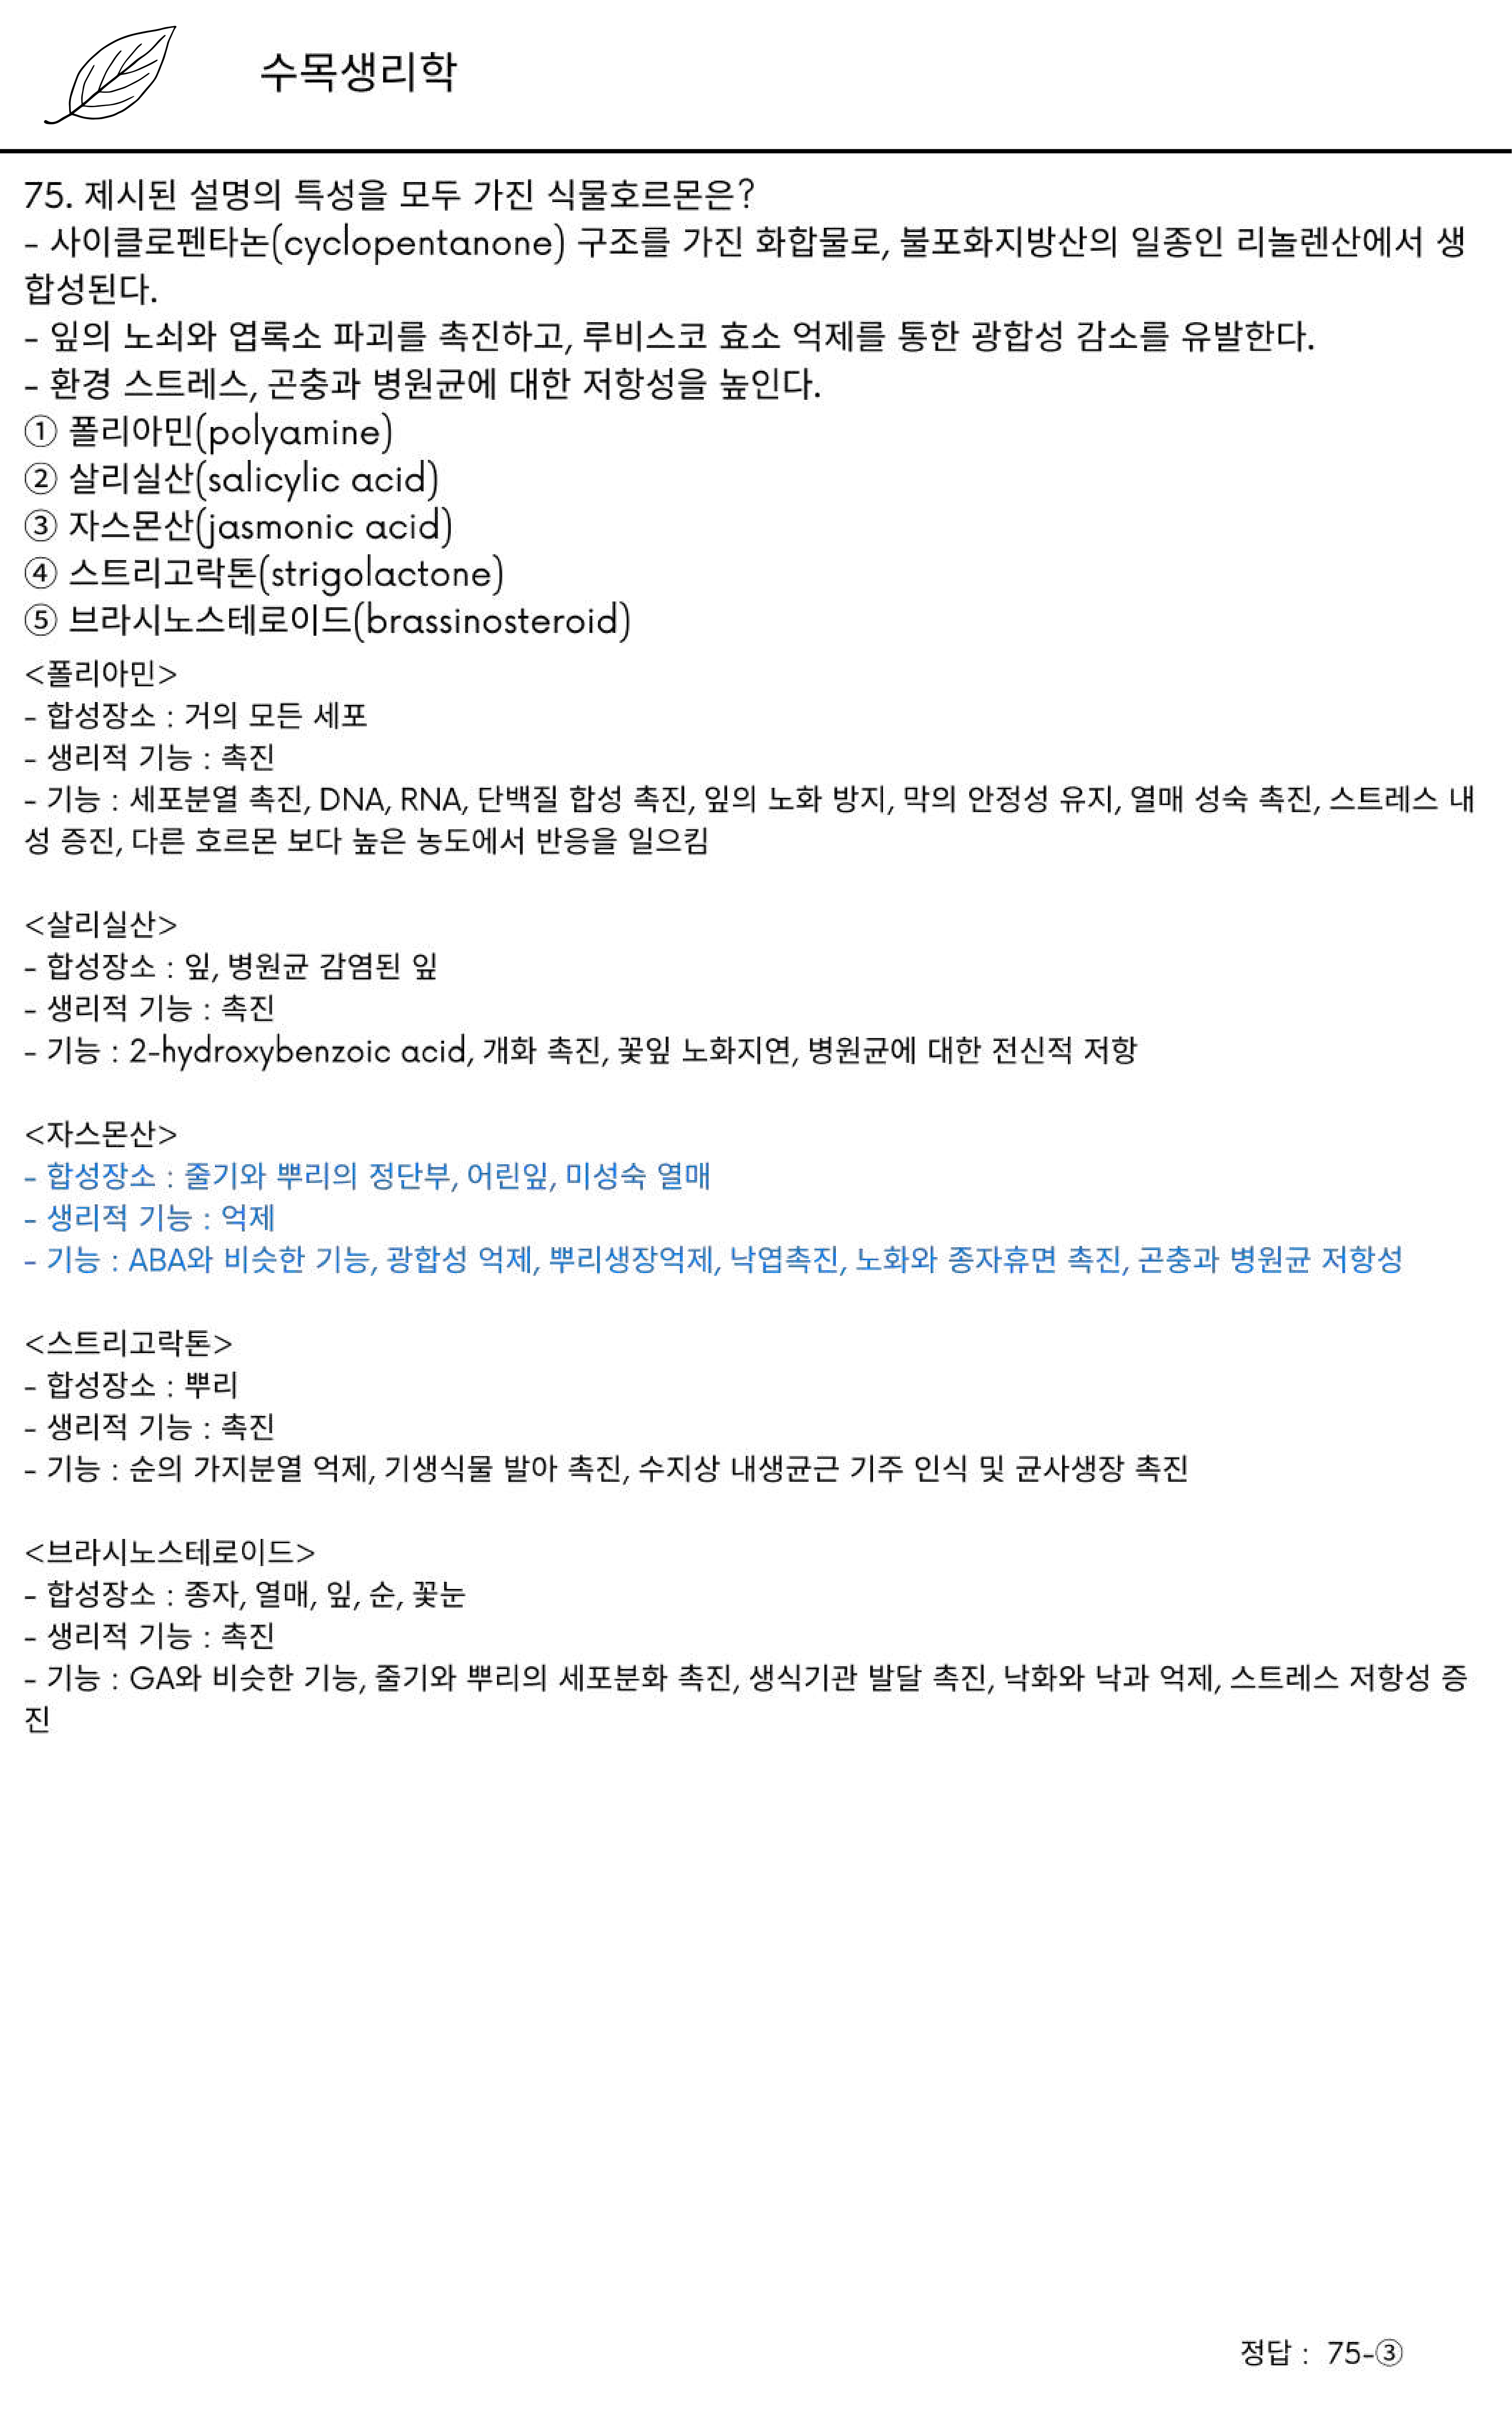 수목생리학
75. 제시된 설명의 특성을 모두 가진 식물호르몬은?
- 사이클로펜타논(cyclopentanone) 구조를 가진 화합물로, 불포화지방산의 일종인 리놀렌산에서 생
합성된다.
- 잎의 노쇠와 엽록소 파괴를 촉진하고, 루비스코 효소 억제를 통한 광합성 감소를 유발한다.
- 환경 스트레스, 곤충과 병원균에 대한 저항성을 높인다.
① 폴리아민(polyamine)
② 살리실산(salicylic acid)
③ 자스몬산(jasmonic acid)
④ 스트리고락톤(strigolactone)
⑤ 브라시노스테로이드(brassinosteroid)
<폴리아민>
- 합성장소 : 거의 모든 세포
- 생리적 기능 : 촉진
- 기능 : 세포분열 촉진, DNA, RNA, 단백질 합성 촉진, 잎의 노화 방지, 막의 안정성 유지, 열매 성숙 촉진, 스트레스 내
성 증진, 다른 호르몬 보다 높은 농도에서 반응을 일으킴
<살리실산>
- 합성장소 : 잎, 병원균 감염된 잎
- 생리적 기능 : 촉진
- 기능 : 2-hydroxybenzoic acid, 개화 촉진, 꽃잎 노화지연, 병원균에 대한 전신적 저항
<자스몬산>
- 합성장소 : 줄기와 뿌리의 정단부, 어린잎, 미성숙 열매
- 생리적 기능 : 억제
- 기능 : ABA와 비슷한 기능, 광합성 억제, 뿌리생장억제, 낙엽촉진, 노화와 종자휴면 촉진, 곤충과 병원균 저항성
<스트리고락톤>
- 합성장소 : 뿌리
- 생리적 기능 : 촉진
- 기능 : 순의 가지분열 억제, 기생식물 발아 촉진, 수지상 내생균근 기주 인식 및 균사생장 촉진
<브라시노스테로이드>
- 합성장소 : 종자, 열매, 잎, 순, 꽃눈
- 생리적 기능 : 촉진
- 기능 : GA와 비슷한 기능, 줄기와 뿌리의 세포분화 촉진, 생식기관 발달 촉진, 낙화와 낙과 억제, 스트레스 저항성 증
진
정답 : 75-③